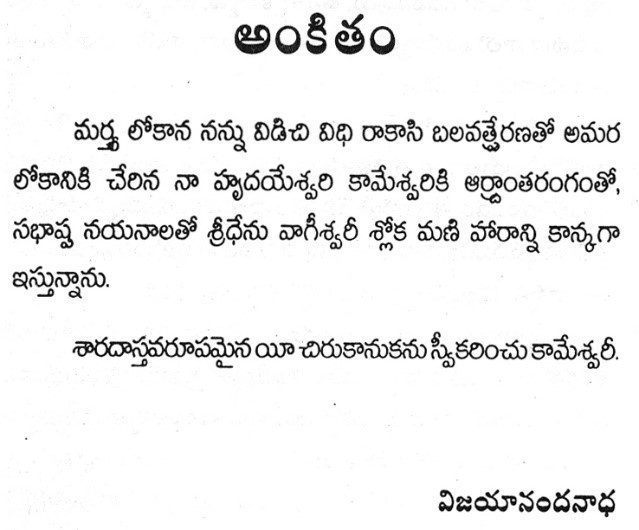 అంకితం
మర్త్య లోకాన నన్ను విడిచి విధి రాకాసి బలవత్ప్రేరణతో అమర
లోకానికి చేరిన నా హృదయేశ్వరి కామేశ్వరికి ఆర్ద్రాంతరంగంతో,
సభాష్ప నయనాలతో శ్రీధేను వాగీశ్వరీ శ్లోక మణి హారాన్ని కాన్కగా
ఇస్తున్నాను.
శారదాస్తవరూపమైన యీ చిరుకానుకను స్వీకరించు కామేశ్వరీ.
విజయానందనాధ